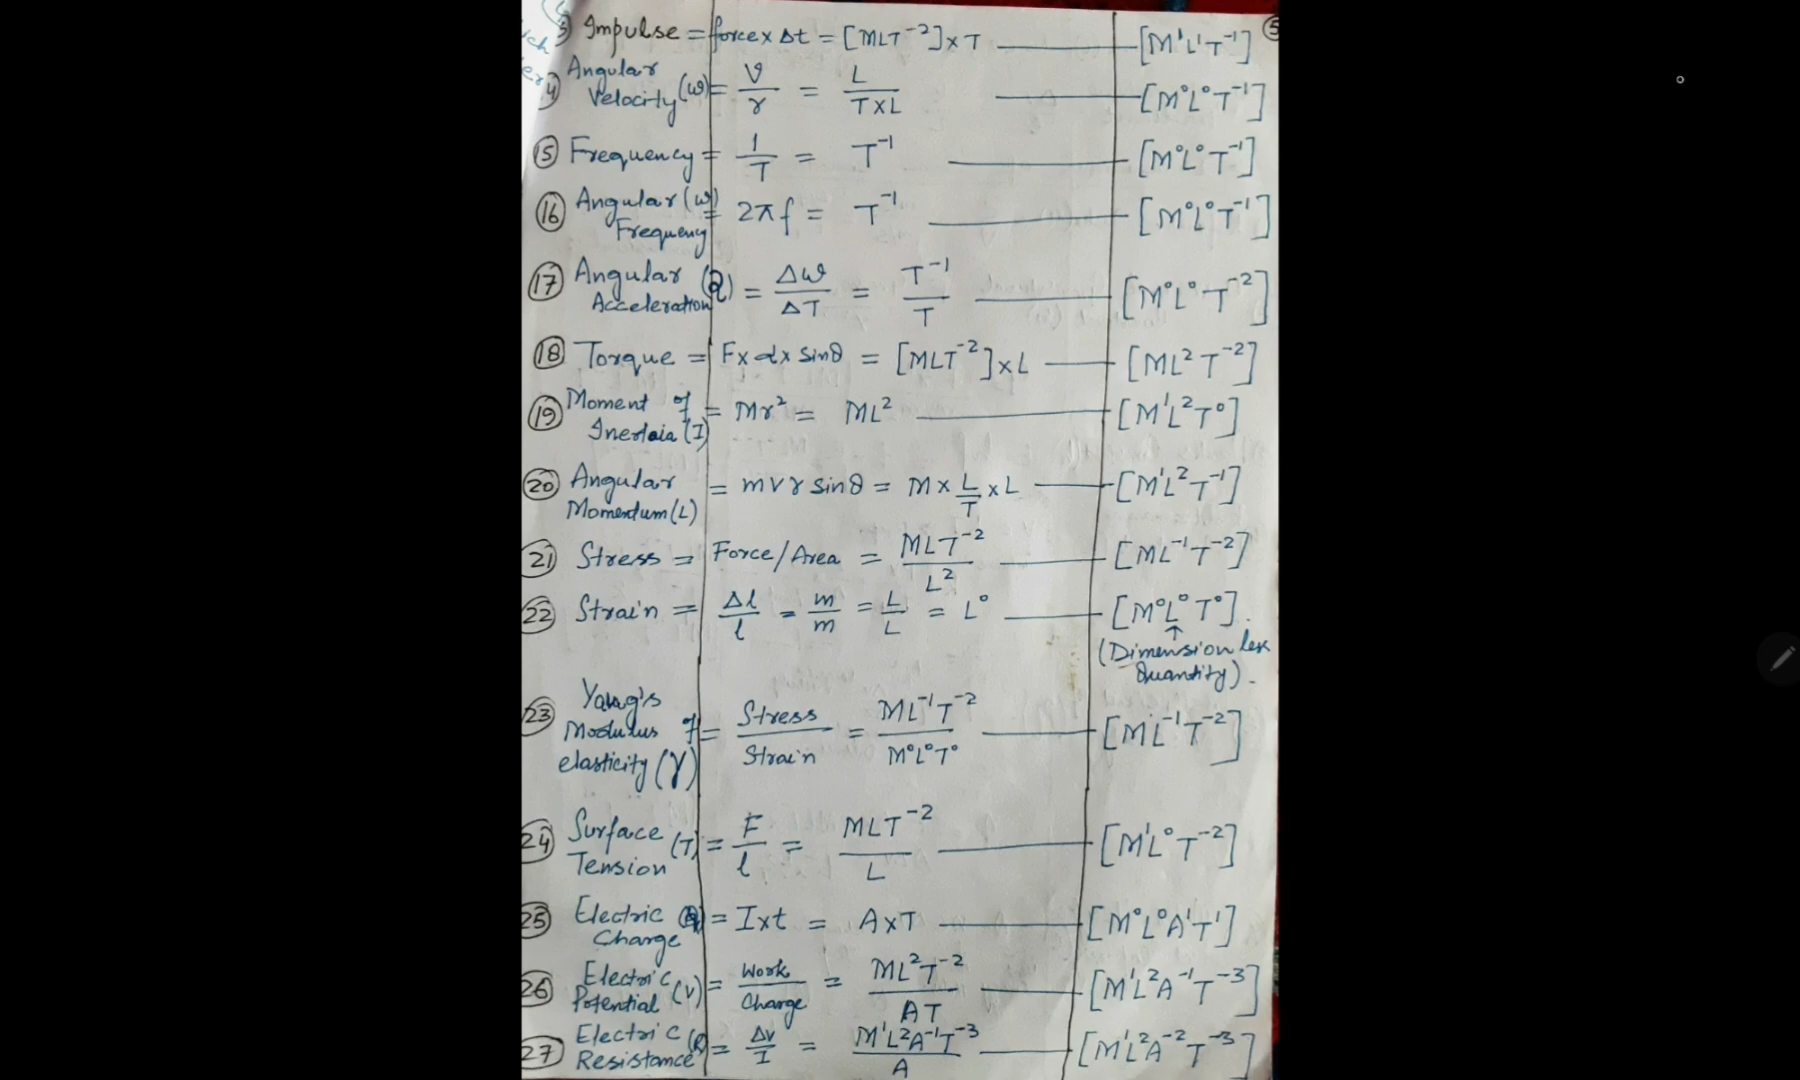 3) Impulse = force x Δt = [MLT⁻²] x T — [M¹L¹T⁻¹]
4) Angular Velocity (ω) = v/r = L/(T x L) — [M⁰L⁰T⁻¹]
15 Frequency = 1/T = T⁻¹ — [M⁰L⁰T⁻¹]
16 Angular (ω) Frequency = 2πf = T⁻¹ — [M⁰L⁰T⁻¹]
17 Angular Acceleration = Δω/ΔT = T⁻¹/T — [M⁰L⁰T⁻²]
18 Torque = F x d x sinθ = [MLT⁻²] x L — [ML²T⁻²]
19 Moment of Inertaia (I) = Mr² = ML² — [M¹L²T⁰]
20 Angular Momentum (L) = mvr sinθ = M x L/T x L — [M¹L²T⁻¹]
21 Stress = Force/Area = MLT⁻²/L² — [ML⁻¹T⁻²]
22 Strain = Δl/l = m/m = L/L = L⁰ — [M⁰L⁰T⁰].
↑
(Dimension less
Quantity).
23 Young's Modulus of elasticity (Y) = Stress/Strain = ML⁻¹T⁻²/M⁰L⁰T⁰ — [ML⁻¹T⁻²]
24 Surface Tension (T) = F/l = MLT⁻²/L — [M¹L⁰T⁻²]
25 Electric Charge = I x t = A x T — [M⁰L⁰A¹T¹]
26 Electric Potential (V) = Work/Charge = ML²T⁻²/AT — [M¹L²A⁻¹T⁻³]
27 Electric Resistance (R) = ΔV/I = M¹L²A⁻¹T⁻³/A — [M¹L²A⁻²T⁻³]